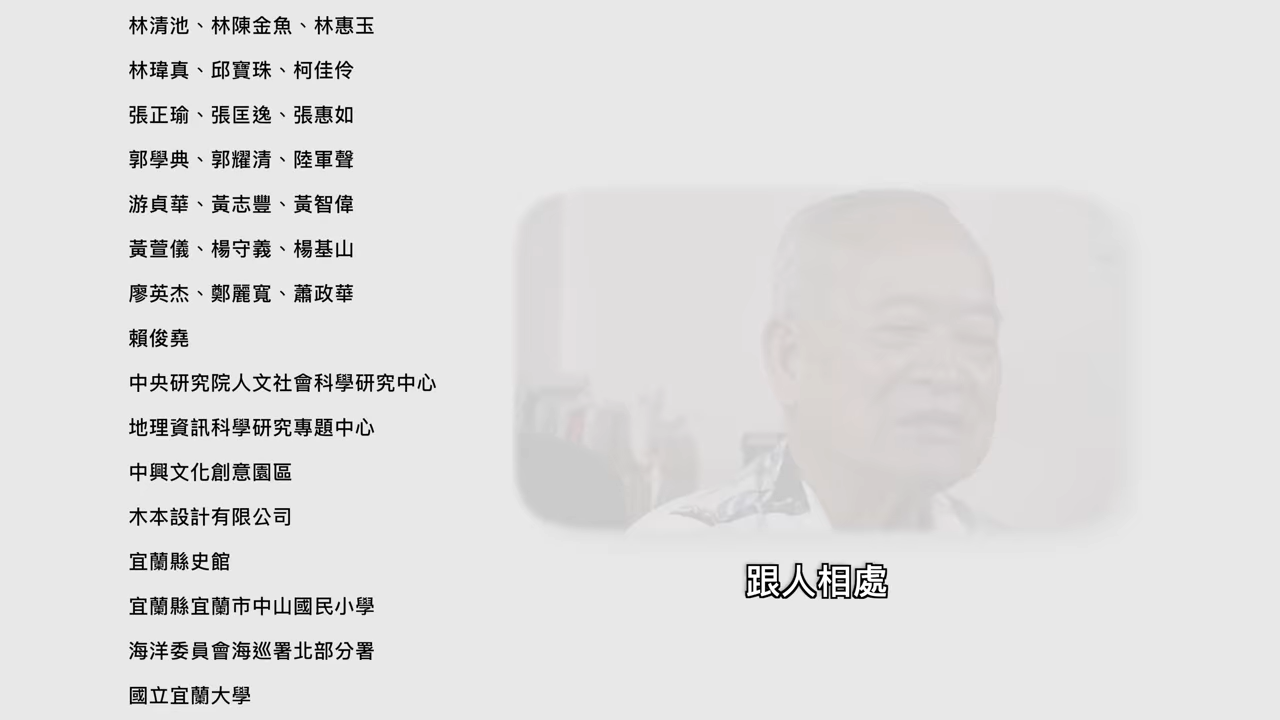 林清池、林陳金魚、林惠玉
林瑋真、邱寶珠、柯佳伶
張正瑜、張匡逸、張惠如
郭學典、郭耀清、陸軍聲
游貞華、黃志豐、黃智偉
黃萱儀、楊守義、楊基山
廖英杰、鄭麗寬、蕭政華
賴俊堯
中央研究院人文社會科學研究中心
地理資訊科學研究專題中心
中興文化創意園區
木本設計有限公司
宜蘭縣史館
宜蘭縣宜蘭市中山國民小學
海洋委員會海巡署北部分署
國立宜蘭大學
跟人相處